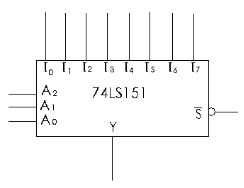 I₀ I₁ I₂ I₃ I₄ I₅ I₆ I₇
A₂ 74LS151
A₁
S̅
A₀
Y